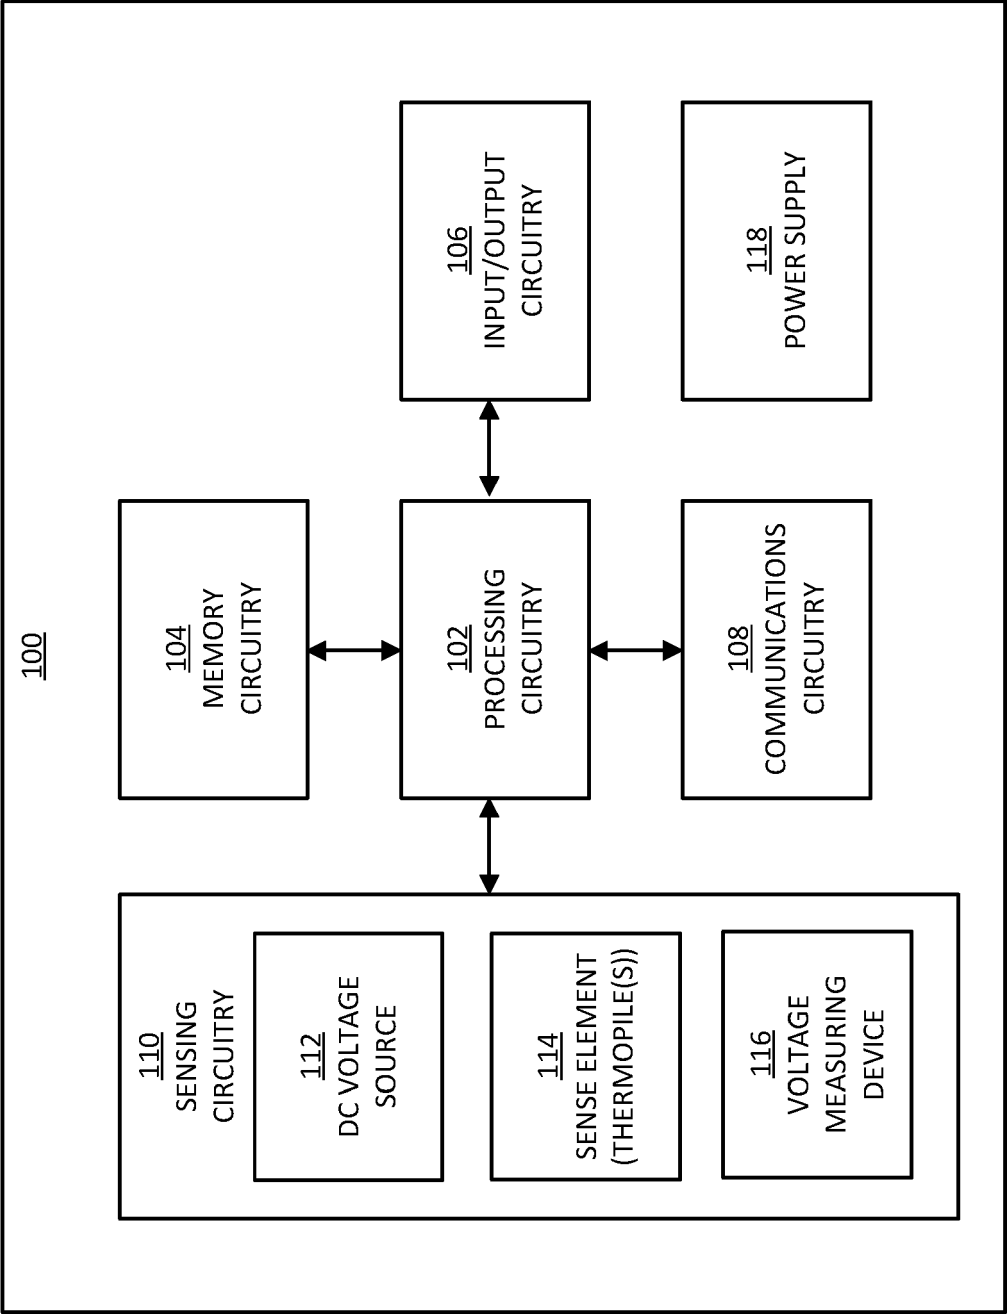 100
110
SENSING
CIRCUITRY
112
DC VOLTAGE
SOURCE
114
SENSE ELEMENT
(THERMOPILE(S))
116
VOLTAGE
MEASURING
DEVICE
104
MEMORY
CIRCUITRY
102
PROCESSING
CIRCUITRY
108
COMMUNICATIONS
CIRCUITRY
106
INPUT/OUTPUT
CIRCUITRY
118
POWER SUPPLY